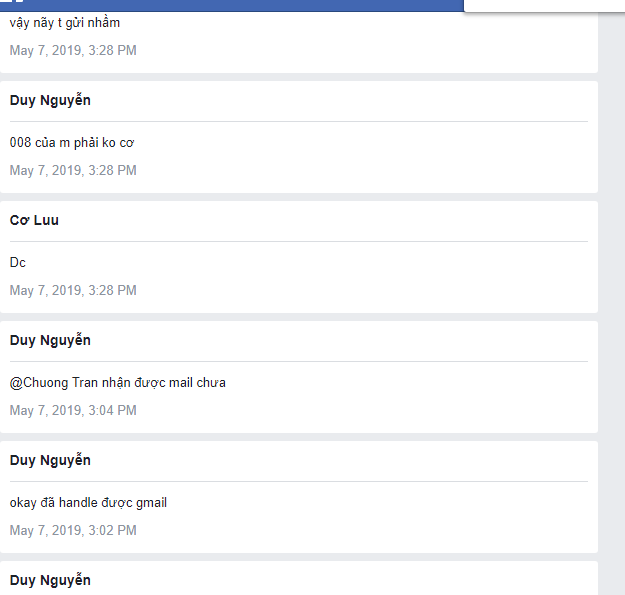 vậy nãy t gửi nhầm
May 7, 2019, 3:28 PM
Duy Nguyễn
008 của m phải ko cơ
May 7, 2019, 3:28 PM
Cơ Luu
Dc
May 7, 2019, 3:28 PM
Duy Nguyễn
@Chuong Tran nhận được mail chưa
May 7, 2019, 3:04 PM
Duy Nguyễn
okay đã handle được gmail
May 7, 2019, 3:02 PM
Duy Nguyễn